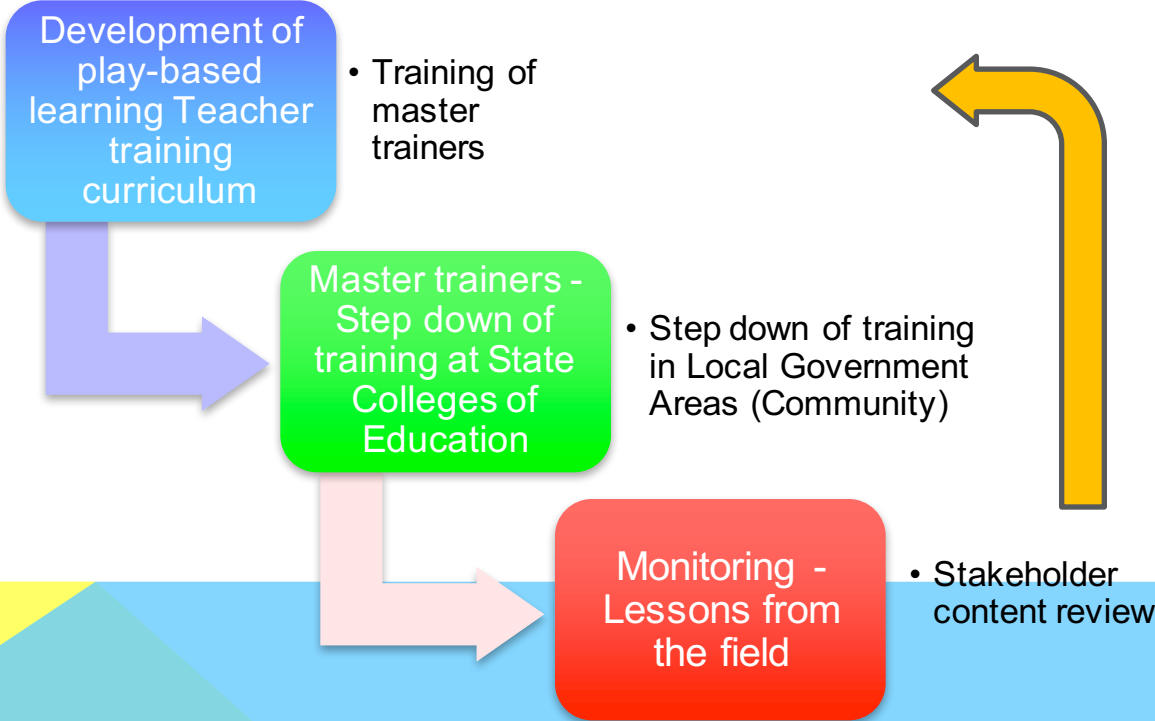 Development of
play-based
learning Teacher
training
curriculum
• Training of
master
trainers
Master trainers -
Step down of
training at State
Colleges of
Education
• Step down of training
in Local Government
Areas (Community)
Monitoring -
Lessons from
the field
• Stakeholder
content review